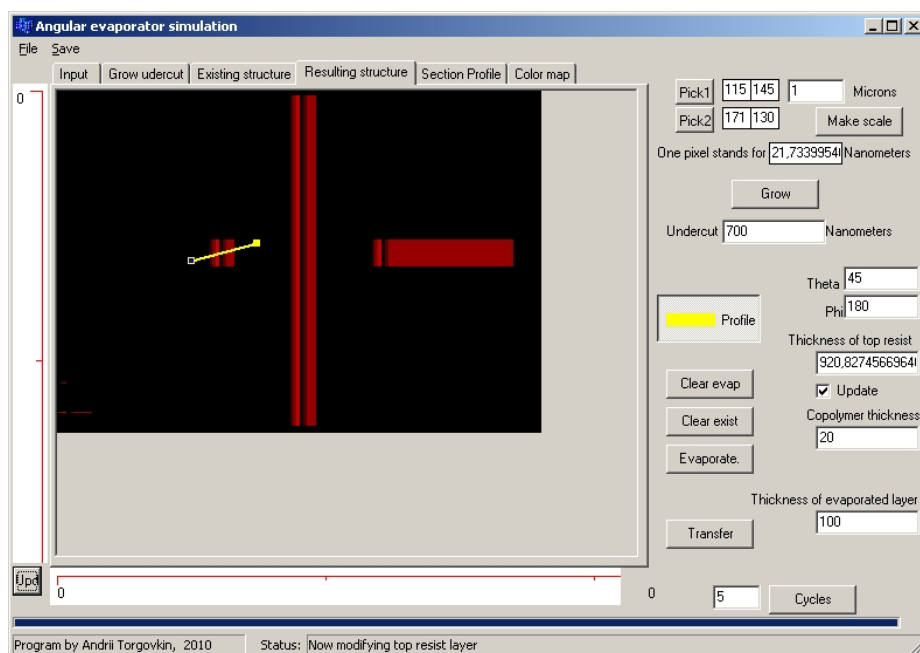 Angular evaporator simulation
File Save
Input Grow udercut Existing structure Resulting structure Section Profile Color map
0
Pick1 115 145 1 Microns
Pick2 171 130 Make scale
One pixel stands for 21,7339954 Nanometers
Grow
Undercut 700 Nanometers
Theta 45
Phi 180
Profile
Thickness of top resist
920,8274566964
Clear evap
Update
Copolymer thickness
Clear exist
20
Evaporate.
Thickness of evaporated layer
100
Transfer
Upd
0 0
5 Cycles
Program by Andrii Torgovkin, 2010 Status: Now modifying top resist layer